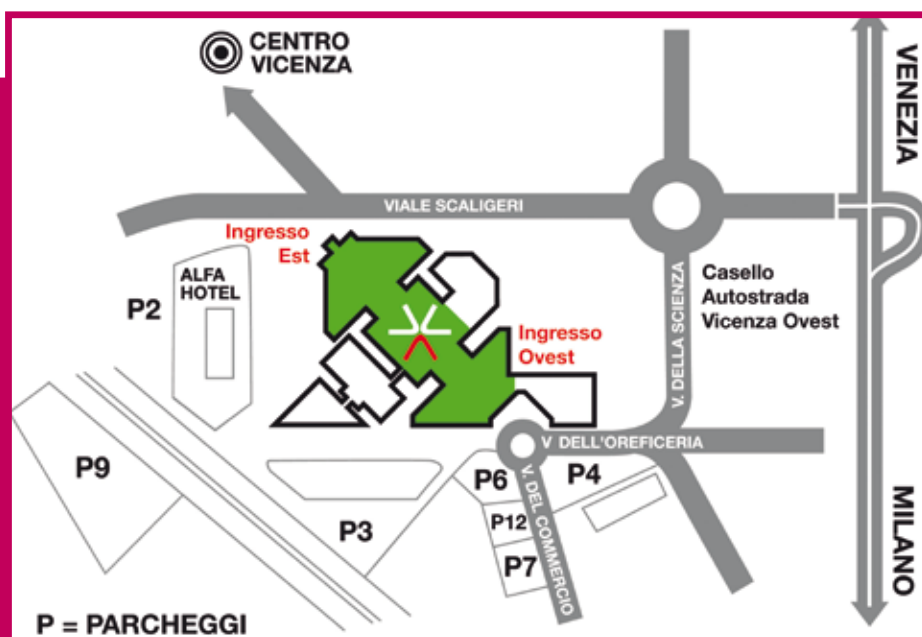 CENTRO
VICENZA
VENEZIA
VIALE SCALIGERI
Ingresso
Est
ALFA
HOTEL
P2
Casello
Autostrada
Vicenza Ovest
Ingresso
Ovest
V. DELLA SCIENZA
V DELL'OREFICERIA
P9
P6
P4
P3
P12
P7
V. DEL COMMERCIO
MILANO
P = PARCHEGGI